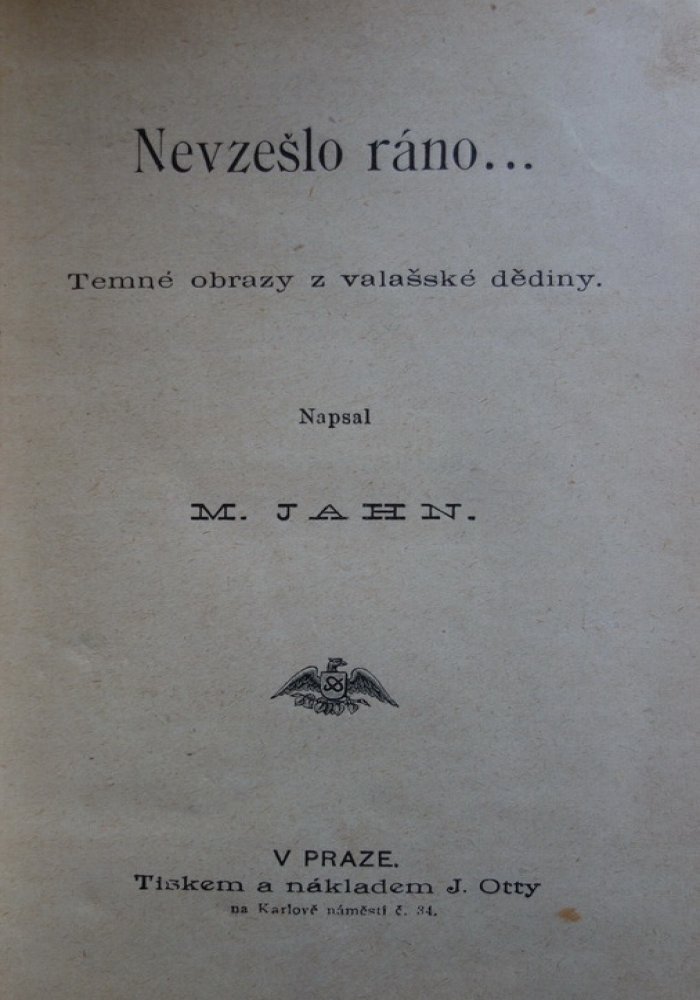 Nevzešlo ráno...
Temné obrazy z valašské dědiny.
Napsal
M. JAHN.
V PRAZE.
Tiskem a nákladem J. Otty
na Karlově náměstí č. 34.